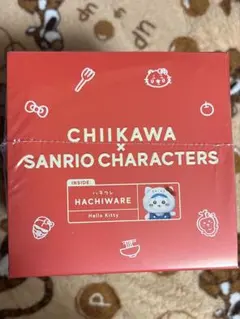 CHIIKAWA
×
SANRIO CHARACTERS
INSIDE
ハチワレ
HACHIWARE
Hello Kitty